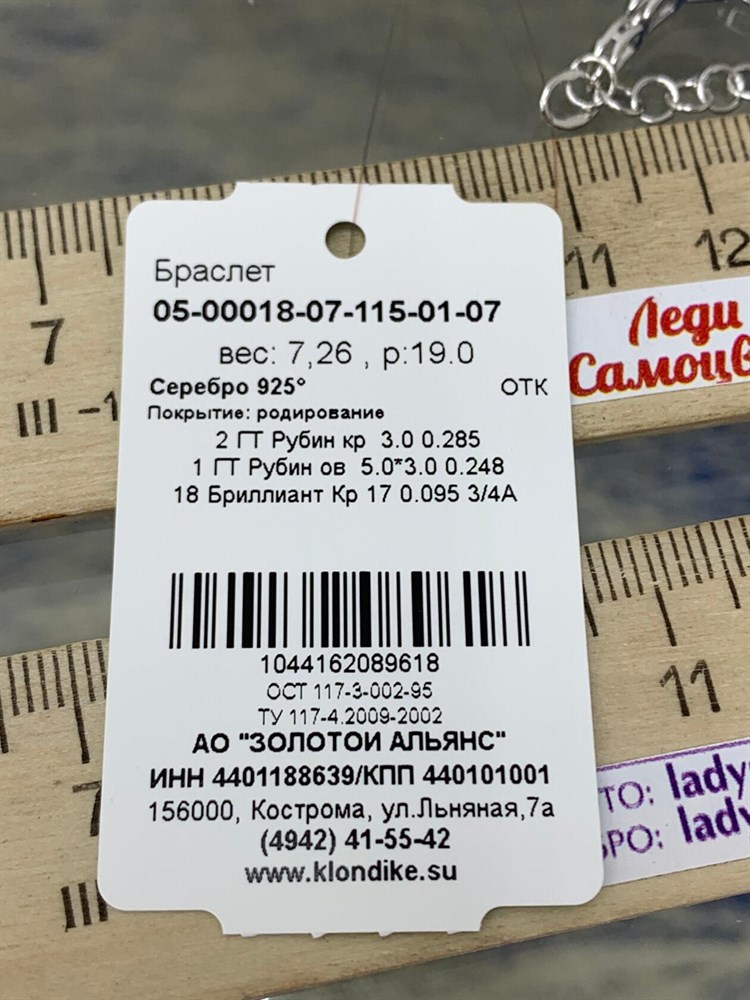 Браслет
05-00018-07-115-01-07
вес: 7,26 , р:19.0
Серебро 925° ОТК
Покрытие: родирование
2 ГТ Рубин кр 3.0 0.285
1 ГТ Рубин ов 5.0*3.0 0.248
18 Бриллиант Кр 17 0.095 3/4А
1044162089618
ОСТ 117-3-002-95
ТУ 117-4.2009-2002
АО "ЗОЛОТОЙ АЛЬЯНС"
ИНН 4401188639/КПП 440101001
156000, Кострома, ул.Льняная,7а
(4942) 41-55-42
www.klondike.su
7
11
12
Леди
Самоцв
11
7
ТО: lady
РО: lady